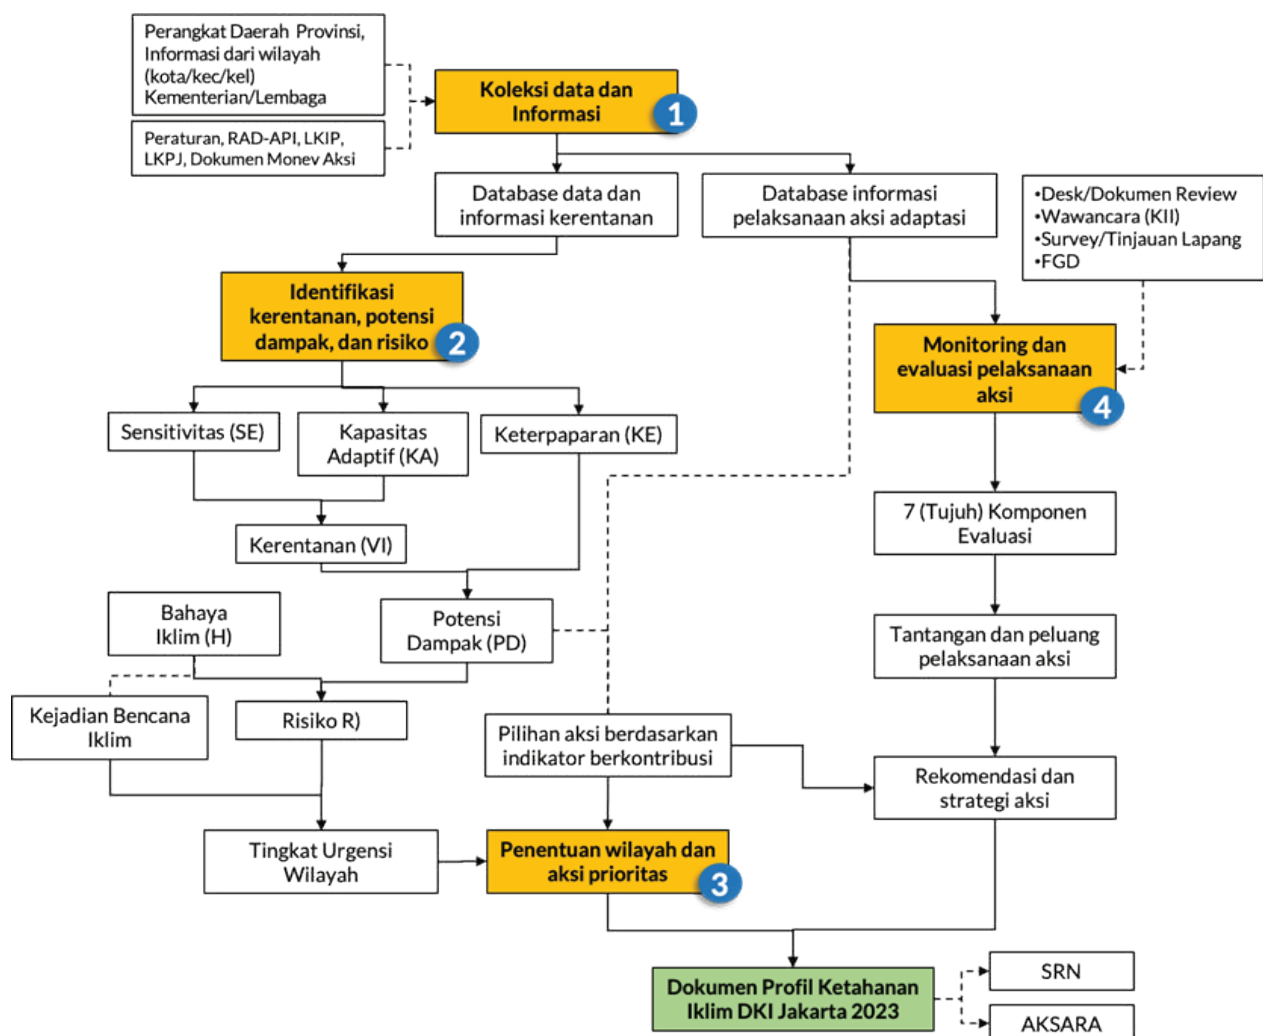 Perangkat Daerah Provinsi,
Informasi dari wilayah
(kota/kec/kel)
Kementerian/Lembaga
Peraturan, RAD-API, LKIP,
LKPJ, Dokumen Monev Aksi
Koleksi data dan
Informasi
1
Database data dan
informasi kerentanan
Database informasi
pelaksanaan aksi adaptasi
•Desk/Dokumen Review
•Wawancara (KII)
•Survey/Tinjauan Lapang
•FGD
Identifikasi
kerentanan, potensi
dampak, dan risiko
2
Monitoring dan
evaluasi pelaksanaan
aksi
4
Sensitivitas (SE)
Kapasitas
Adaptif (KA)
Keterpaparan (KE)
Kerentanan (VI)
7 (Tujuh) Komponen
Evaluasi
Bahaya
Iklim (H)
Potensi
Dampak (PD)
Tantangan dan peluang
pelaksanaan aksi
Kejadian Bencana
Iklim
Risiko R)
Pilihan aksi berdasarkan
indikator berkontribusi
Rekomendasi dan
strategi aksi
Tingkat Urgensi
Wilayah
Penentuan wilayah dan
aksi prioritas
3
Dokumen Profil Ketahanan
Iklim DKI Jakarta 2023
SRN
AKSARA